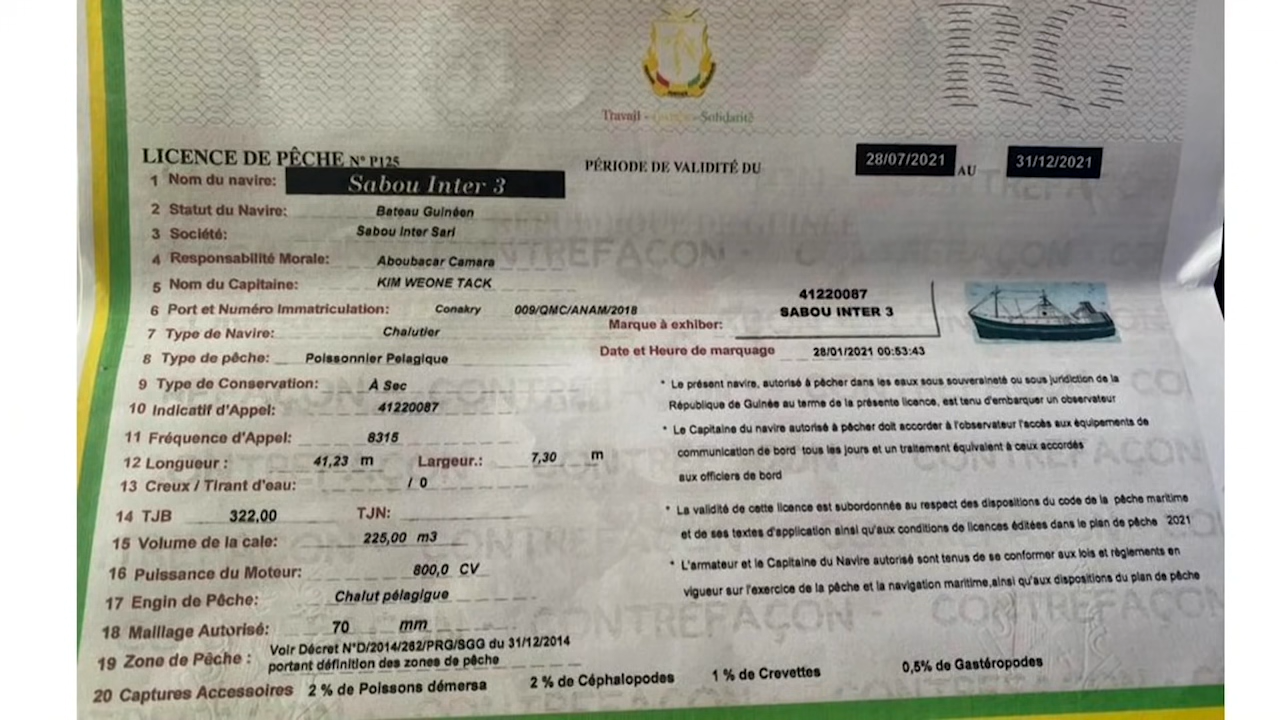 RG
Travail - Justice - Solidarité
LICENCE DE PÊCHE N° P125
PÉRIODE DE VALIDITÉ DU 28/07/2021 AU 31/12/2021
1 Nom du navire: Sabou Inter 3
2 Statut du Navire: Bateau Guinéen
3 Société: Sabou Inter Sarl
4 Responsabilité Morale: Aboubacar Camara
5 Nom du Capitaine: KIM WEONE TACK
6 Port et Numéro Immatriculation: Conakry 009/QMC/ANAM/2018
7 Type de Navire: Chalutier
8 Type de pêche: Poissonnier Pelagique
9 Type de Conservation: À Sec
10 Indicatif d'Appel: 41220087
11 Fréquence d'Appel: 8315
12 Longueur : 41,23 m Largeur.: 7,30 m
13 Creux / Tirant d'eau: / 0
14 TJB 322,00 TJN:
15 Volume de la cale: 225,00 m3
16 Puissance du Moteur: 800,0 CV
17 Engin de Pêche: Chalut pélagigue
18 Maillage Autorisé: 70 mm
19 Zone de Pêche : Voir Décret N°D/2014/282/PRG/SGG du 31/12/2014
portant définition des zones de pêche
20 Captures Accessoires 2 % de Poissons démersa 2 % de Céphalopodes 1 % de Crevettes 0,5% de Gastéropodes
41220087
SABOU INTER 3
Marque à exhiber:
Date et Heure de marquage 28/01/2021 00:53:43
* Le présent navire, autorisé à pêcher dans les eaux sous souveraineté ou sous juridiction de la
République de Guinée au terme de la présente licence, est tenu d'embarquer un observateur
* Le Capitaine du navire autorisé à pêcher doit accorder à l'observateur l'accès aux équipements de
communication de bord tous les jours et un traitement équivalent à ceux accordés
aux officiers de bord
* La validité de cette licence est subordonnée au respect des dispositions du code de la pêche maritime
et de ses textes d'application ainsi qu'aux conditions de licences éditées dans le plan de pêche 2021
* L'armateur et le Capitaine du Navire autorisé sont tenus de se conformer aux lois et règlements en
vigueur sur l'exercice de la pêche et la navigation maritime,ainsi qu'aux dispositions du plan de pêche